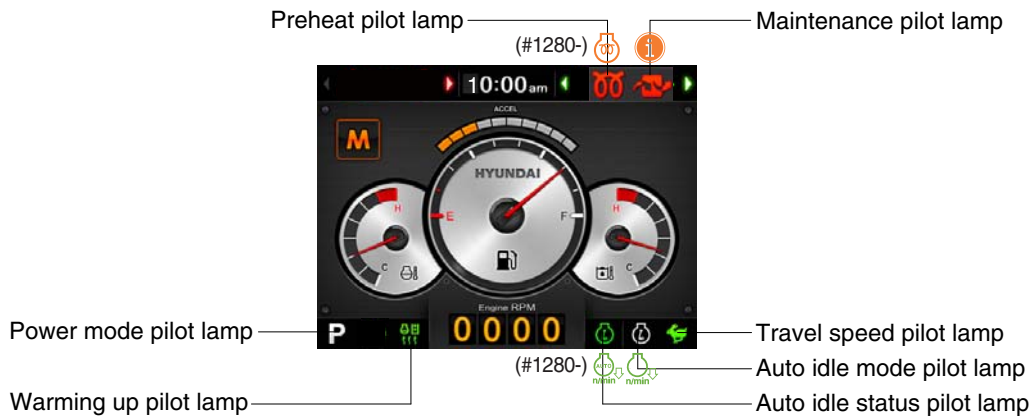 Preheat pilot lamp
Maintenance pilot lamp
(#1280-)
i
10:00am
ACCEL
M
HYUNDAI
H
C
E
F
H
C
Engine RPM
0000
Power mode pilot lamp
P
Travel speed pilot lamp
(#1280-)
AUTO
n/min
n/min
Auto idle mode pilot lamp
Warming up pilot lamp
Auto idle status pilot lamp